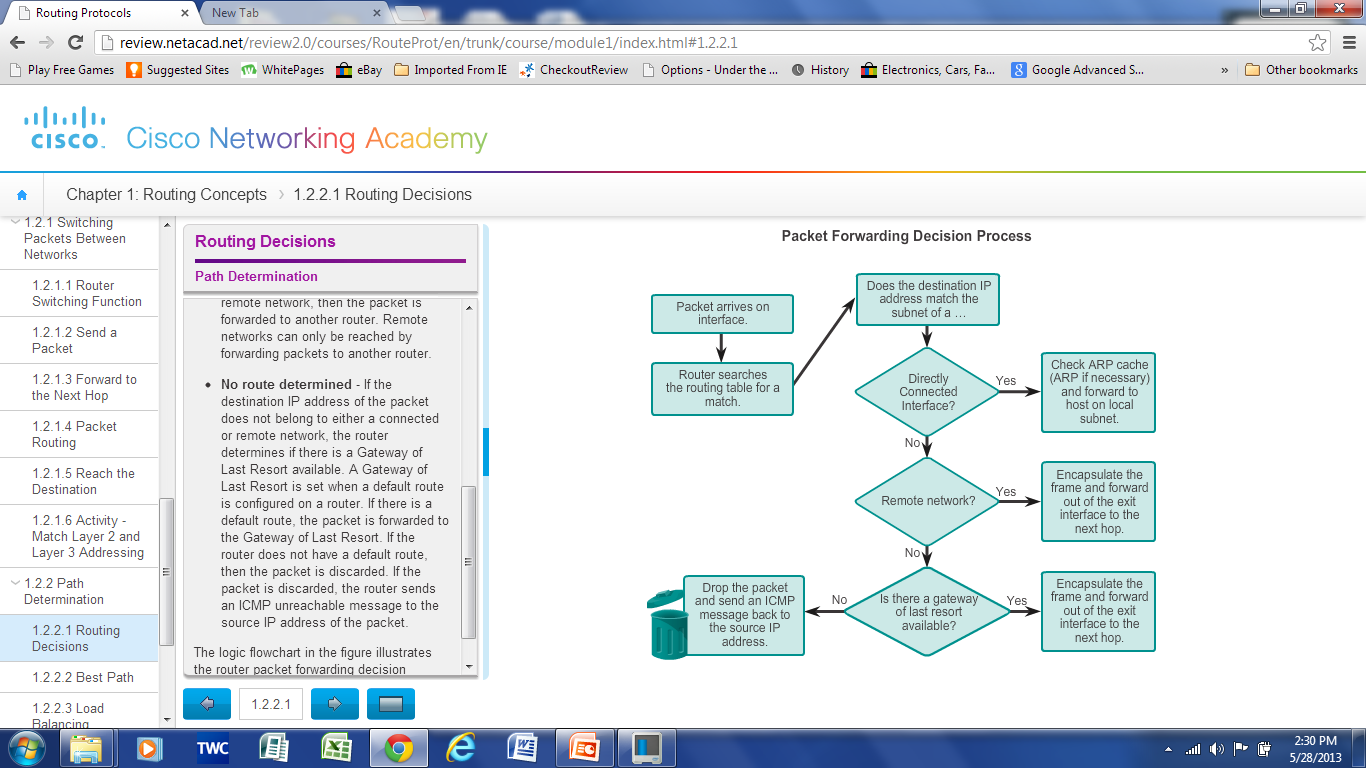 Routing Protocols
New Tab
review.netacad.net/review2.0/courses/RouteProt/en/trunk/course/module1/index.html#1.2.2.1
Play Free Games
Suggested Sites
WhitePages
eBay
Imported From IE
CheckoutReview
Options - Under the ...
History
Electronics, Cars, Fa...
Google Advanced S...
»
Other bookmarks
CISCO
Cisco Networking Academy
Chapter 1: Routing Concepts
1.2.2.1 Routing Decisions
1.2.1 Switching
Packets Between
Networks
1.2.1.1 Router
Switching Function
1.2.1.2 Send a
Packet
1.2.1.3 Forward to
the Next Hop
1.2.1.4 Packet
Routing
1.2.1.5 Reach the
Destination
1.2.1.6 Activity -
Match Layer 2 and
Layer 3 Addressing
1.2.2 Path
Determination
1.2.2.1 Routing
Decisions
1.2.2.2 Best Path
1.2.2.3 Load
Balancing
Routing Decisions
Path Determination
remote network, then the packet is
forwarded to another router. Remote
networks can only be reached by
forwarding packets to another router.
• No route determined - If the
destination IP address of the packet
does not belong to either a connected
or remote network, the router
determines if there is a Gateway of
Last Resort available. A Gateway of
Last Resort is set when a default route
is configured on a router. If there is a
default route, the packet is forwarded to
the Gateway of Last Resort. If the
router does not have a default route,
then the packet is discarded. If the
packet is discarded, the router sends
an ICMP unreachable message to the
source IP address of the packet.
The logic flowchart in the figure illustrates
the router packet forwarding decision
1.2.2.1
Packet Forwarding Decision Process
Packet arrives on
interface.
Router searches
the routing table for a
match.
Does the destination IP
address match the
subnet of a …
Directly
Connected
Interface?
Yes
Check ARP cache
(ARP if necessary)
and forward to
host on local
subnet.
No
Remote network?
Yes
Encapsulate the
frame and forward
out of the exit
interface to the
next hop.
No
Is there a gateway
of last resort
available?
Yes
Encapsulate the
frame and forward
out of the exit
interface to the
next hop.
No
Drop the packet
and send an ICMP
message back to
the source IP
address.
TWC
2:30 PM
5/28/2013